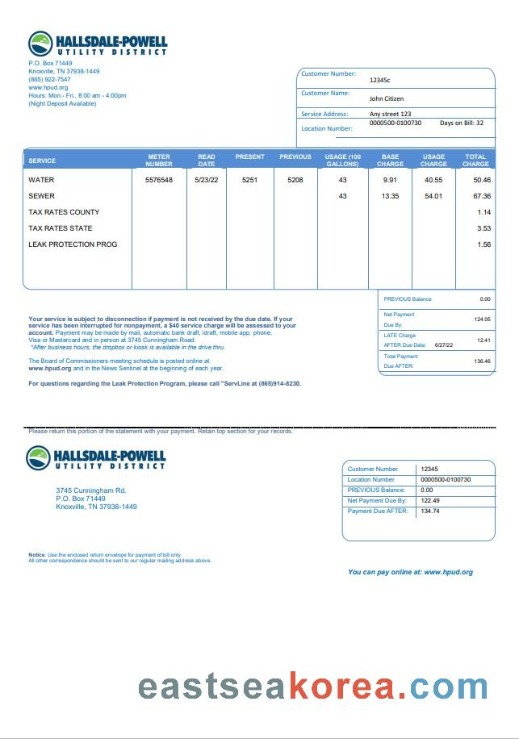 HALLSDALE-POWELL
UTILITY DISTRICT
P.O. Box 71449
Knoxville, TN 37938-1449
(865) 922-7547
www.hpud.org
Hours: Mon.- Fri., 8:00 am - 4:00pm
(Night Deposit Available)
Customer Number: 12345c
Customer Name: John Citizen
Service Address: Any street 123
Location Number: 0000500-0100730 Days on Bill: 32
SERVICE METER NUMBER READ DATE PRESENT PREVIOUS USAGE (100 GALLONS) BASE CHARGE USAGE CHARGE TOTAL CHARGE
WATER 5576548 5/23/22 5251 5208 43 9.91 40.55 50.46
SEWER 43 13.35 54.01 67.36
TAX RATES COUNTY 1.14
TAX RATES STATE 3.53
LEAK PROTECTION PROG 1.56
PREVIOUS Balance 0.00
Net Payment Due By: 124.05
LATE Charge AFTER Due Date: 6/27/22 12.41
Total Payment Due AFTER: 136.46
Your service is subject to disconnection if payment is not received by the due date. If your
service has been interrupted for nonpayment, a $40 service charge will be assessed to your
account. Payment may be made by mail, automatic bank draft, idraft, mobile app, phone,
Visa or Mastercard and in person at 3745 Cunningham Road.
*After business hours, the dropbox or kiosk is available in the drive thru.
The Board of Commissioners meeting schedule is posted online at
www.hpud.org and in the News Sentinel at the beginning of each year.
For questions regarding the Leak Protection Program, please call "ServLine at (865)914-8230.
Please return this portion of the statement with your payment. Retain top section for your records.
HALLSDALE-POWELL
UTILITY DISTRICT
3745 Cunningham Rd.
P.O. Box 71449
Knoxville, TN 37938-1449
Customer Number 12345
Location Number 0000500-0100730
PREVIOUS Balance: 0.00
Net Payment Due By: 122.49
Payment Due AFTER: 134.74
Notice: Use the enclosed return envelope for payment of bill only.
All other correspondence should be sent to our regular mailing address above.
You can pay online at: www.hpud.org
eastseakorea.com